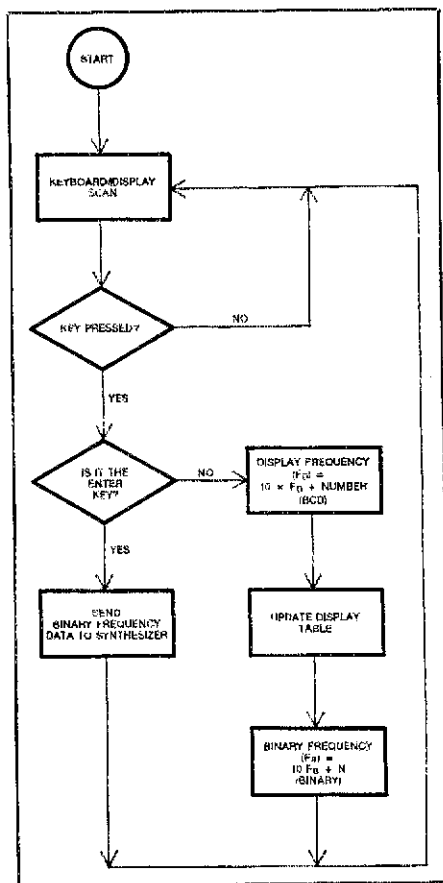 START
KEYBOARD/DISPLAY
SCAN
KEY PRESSED?
NO
YES
IS IT THE
ENTER
KEY?
NO
DISPLAY FREQUENCY
(FD) =
10 × FD + NUMBER
(BCD)
YES
SEND
BINARY FREQUENCY
DATA TO SYNTHESIZER
UPDATE DISPLAY
TABLE
BINARY FREQUENCY
(FB) =
10 FB + N
(BINARY)